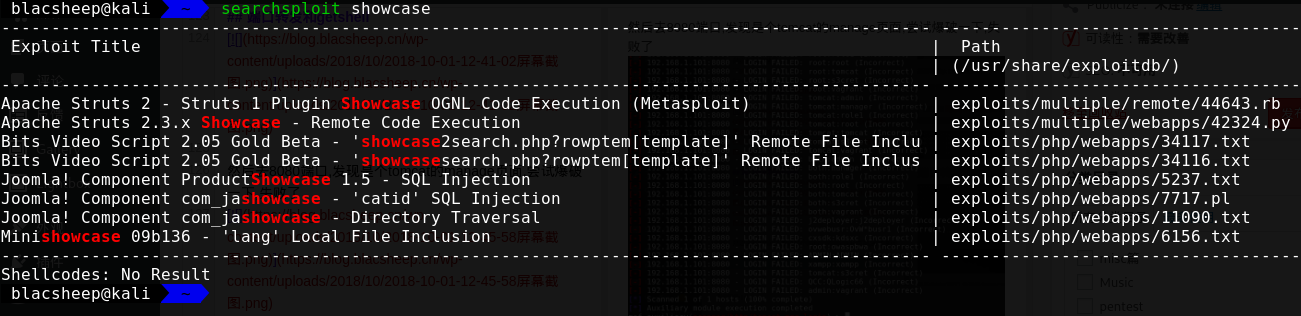 blacsheep@kali ~ searchsploit showcase
--------------------------------------------------------------------------------------------- ------------------------------------
Exploit Title | Path
| (/usr/share/exploitdb/)
--------------------------------------------------------------------------------------------- ------------------------------------
Apache Struts 2 - Struts 1 Plugin Showcase OGNL Code Execution (Metasploit) | exploits/multiple/remote/44643.rb
Apache Struts 2.3.x Showcase - Remote Code Execution | exploits/multiple/webapps/42324.py
Bits Video Script 2.05 Gold Beta - 'showcase2search.php?rowptem[template]' Remote File Inclu | exploits/php/webapps/34117.txt
Bits Video Script 2.05 Gold Beta - 'showcasesearch.php?rowptem[template]' Remote File Inclus | exploits/php/webapps/34116.txt
Joomla! Component ProductShowcase 1.5 - SQL Injection | exploits/php/webapps/5237.txt
Joomla! Component com_jashowcase - 'catid' SQL Injection | exploits/php/webapps/7717.pl
Joomla! Component com_jashowcase - Directory Traversal | exploits/php/webapps/11090.txt
Minishowcase 09b136 - 'lang' Local File Inclusion | exploits/php/webapps/6156.txt
--------------------------------------------------------------------------------------------- ------------------------------------
Shellcodes: No Result
blacsheep@kali ~